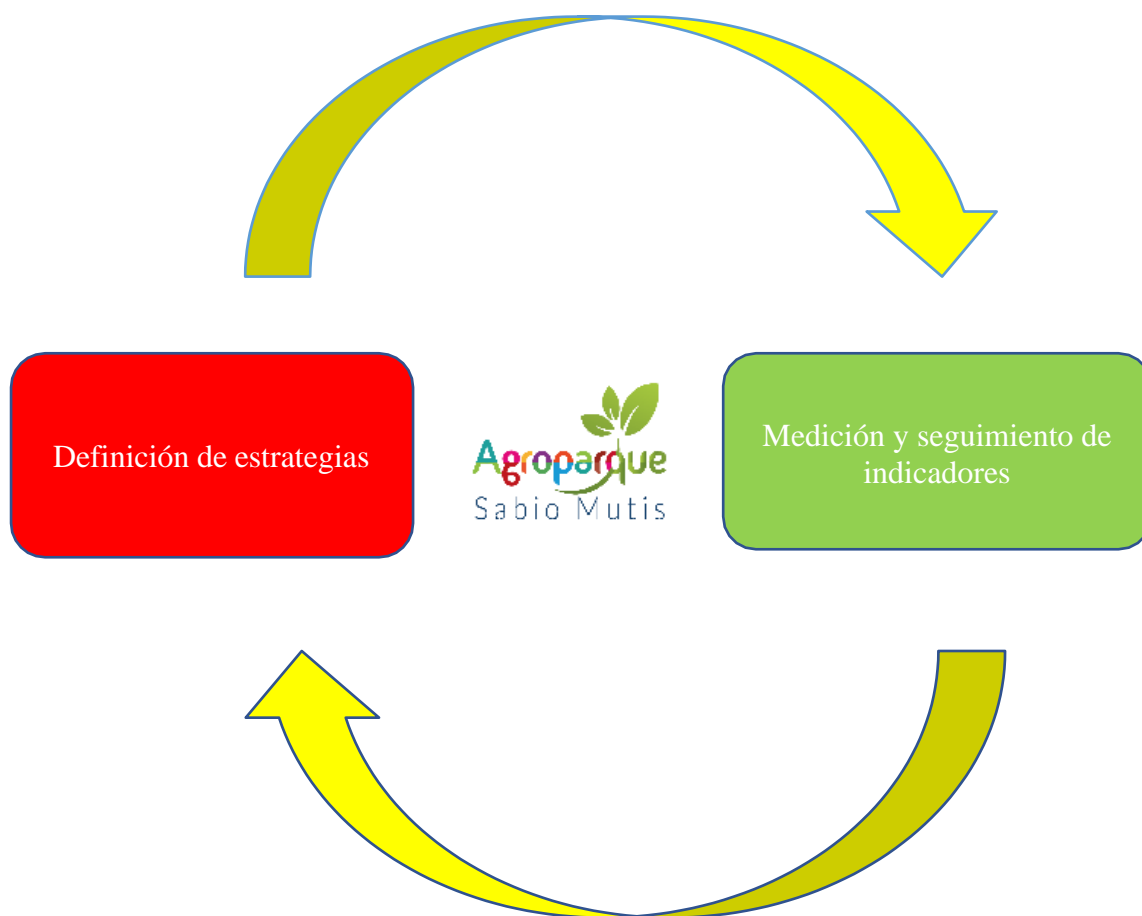 Definición de estrategias
Agroparque
Sabio Mutis
Medición y seguimiento de
indicadores